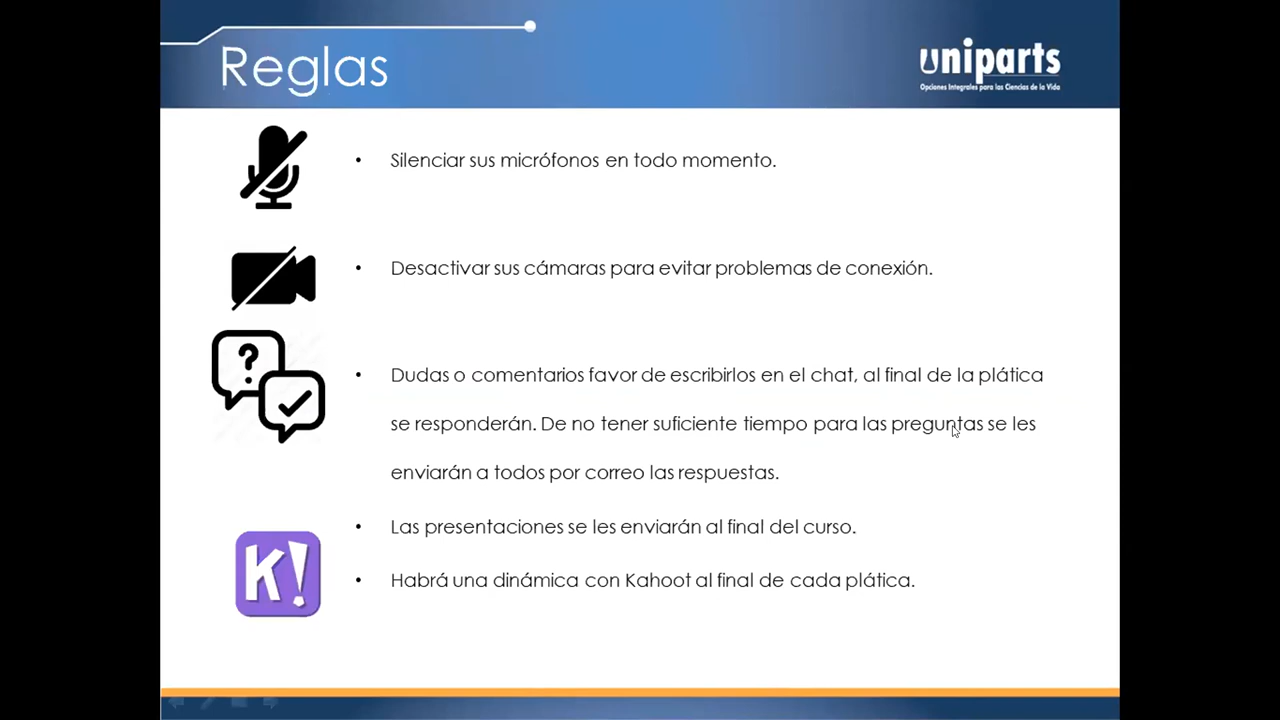 Reglas
uniparts
Opciones Integrales para las Ciencias de la Vida
• Silenciar sus micrófonos en todo momento.
• Desactivar sus cámaras para evitar problemas de conexión.
?
• Dudas o comentarios favor de escribirlos en el chat, al final de la plática
se responderán. De no tener suficiente tiempo para las preguntas se les
enviarán a todos por correo las respuestas.
• Las presentaciones se les enviarán al final del curso.
K!
• Habrá una dinámica con Kahoot al final de cada plática.